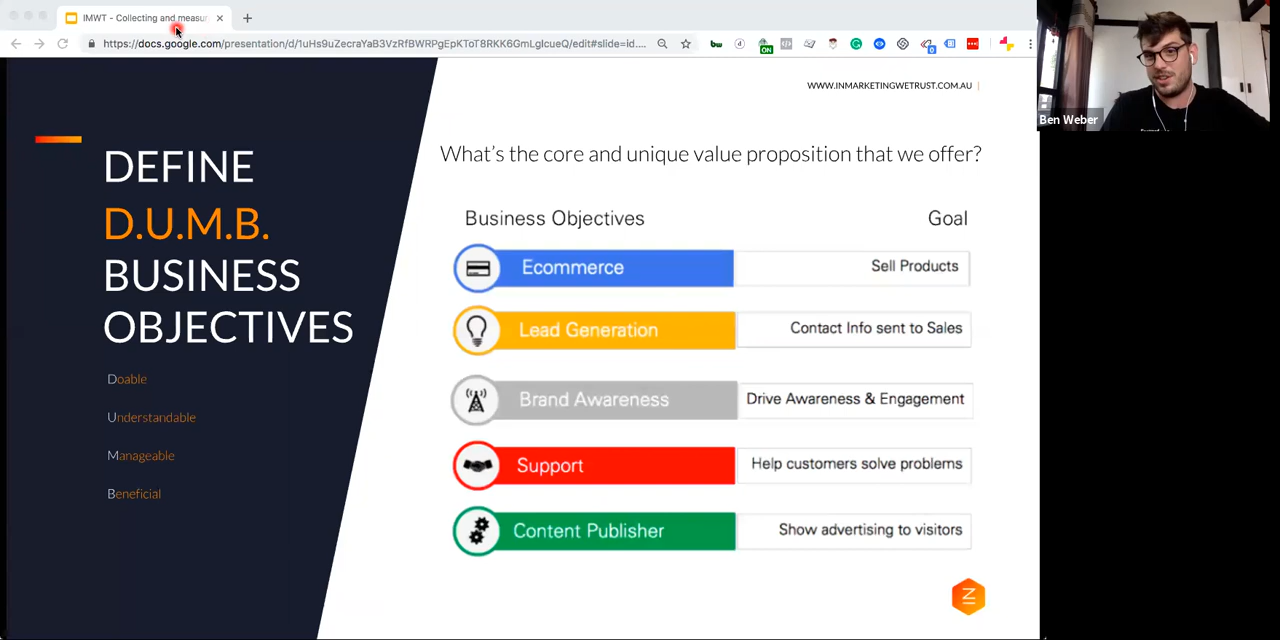 IMWT - Collecting and measur
https://docs.google.com/presentation/d/1uHs9uZecraYaB3VzRfBWRPgEpKToT8RKK6GmLgIcueQ/edit#slide=id....
ON
0
Ben Weber
WWW.INMARKETINGWETRUST.COM.AU
DEFINE
D.U.M.B.
BUSINESS
OBJECTIVES
Doable
Understandable
Manageable
Beneficial
What's the core and unique value proposition that we offer?
Business Objectives Goal
Ecommerce Sell Products
Lead Generation Contact Info sent to Sales
Brand Awareness Drive Awareness & Engagement
Support Help customers solve problems
Content Publisher Show advertising to visitors